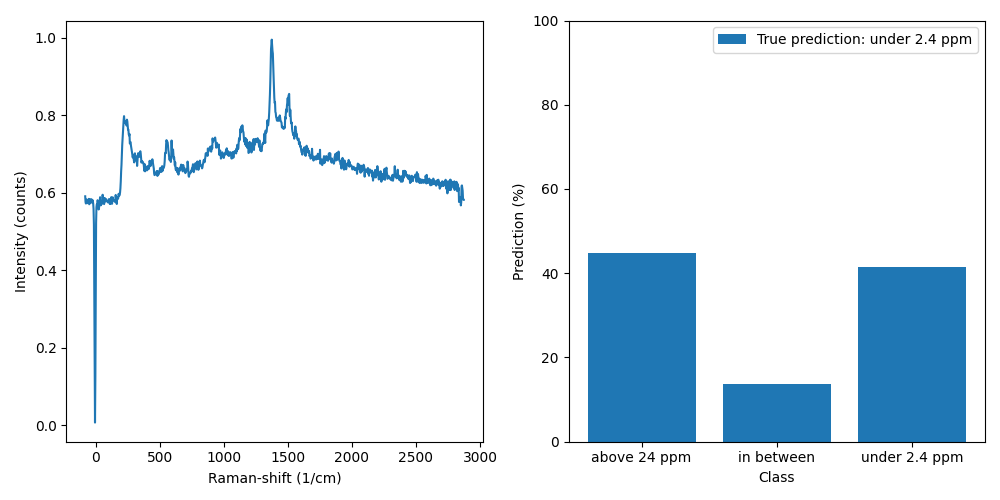 1.0
0.8
0.6
0.4
0.2
0.0
Intensity (counts)
0 500 1000 1500 2000 2500 3000
Raman-shift (1/cm)
100
80
60
40
20
0
Prediction (%)
True prediction: under 2.4 ppm
above 24 ppm in between under 2.4 ppm
Class